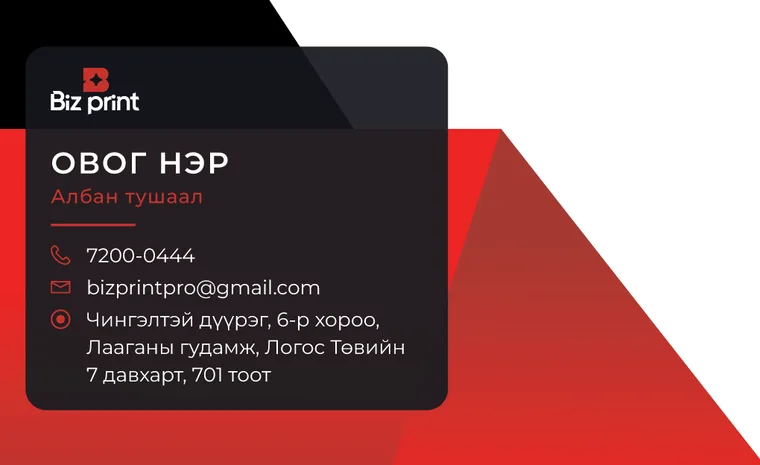 Biz print
ОВОГ НЭР
Албан тушаал
7200-0444
bizprintpro@gmail.com
Чингэлтэй дүүрэг, 6-р хороо,
Лааганы гудамж, Логос Төвийн
7 давхарт, 701 тоот